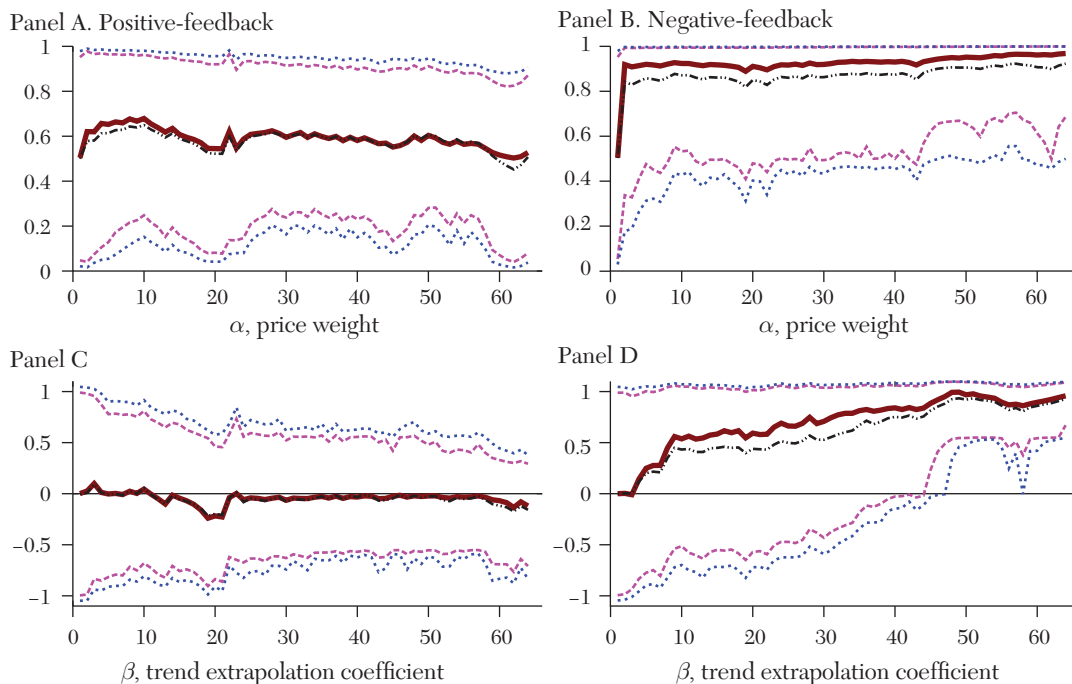 Panel A. Positive-feedback
Panel B. Negative-feedback
1
0.8
0.6
0.4
0.2
0
0 10 20 30 40 50 60
α, price weight
1
0.8
0.6
0.4
0.2
0
0 10 20 30 40 50 60
α, price weight
Panel C
Panel D
1
0.5
0
−0.5
−1
0 10 20 30 40 50 60
β, trend extrapolation coefficient
1
0.5
0
−0.5
−1
0 10 20 30 40 50 60
β, trend extrapolation coefficient